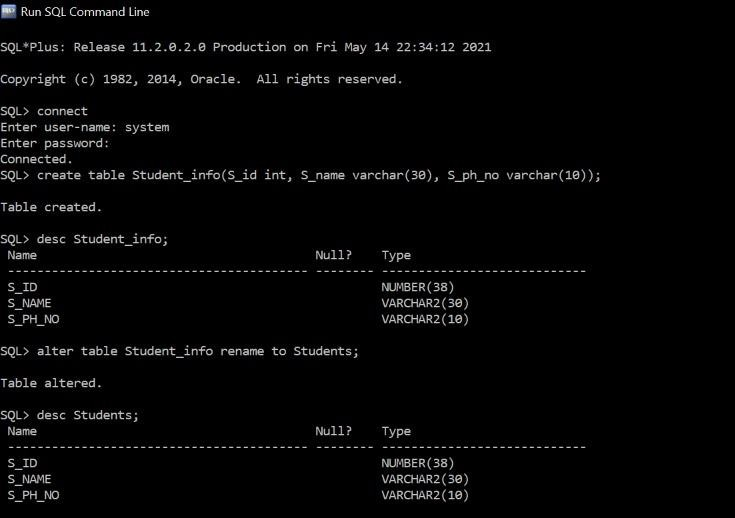 Run SQL Command Line
SQL*Plus: Release 11.2.0.2.0 Production on Fri May 14 22:34:12 2021
Copyright (c) 1982, 2014, Oracle.  All rights reserved.
SQL> connect
Enter user-name: system
Enter password:
Connected.
SQL> create table Student_info(S_id int, S_name varchar(30), S_ph_no varchar(10));
Table created.
SQL> desc Student_info;
 Name                                      Null?    Type
 ----------------------------------------- -------- ----------------------------
 S_ID                                               NUMBER(38)
 S_NAME                                             VARCHAR2(30)
 S_PH_NO                                            VARCHAR2(10)
SQL> alter table Student_info rename to Students;
Table altered.
SQL> desc Students;
 Name                                      Null?    Type
 ----------------------------------------- -------- ----------------------------
 S_ID                                               NUMBER(38)
 S_NAME                                             VARCHAR2(30)
 S_PH_NO                                            VARCHAR2(10)